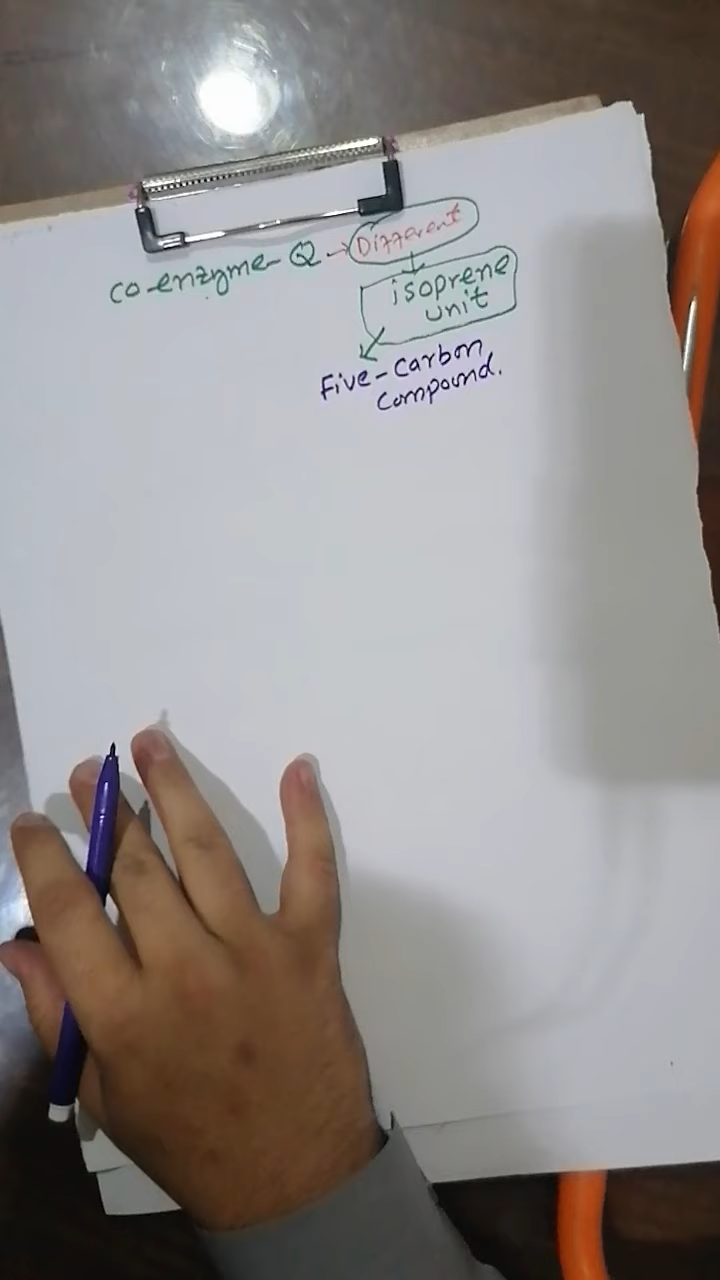 co-enzyme-Q → Different
isoprene
unit
Five-Carbon
Compound.